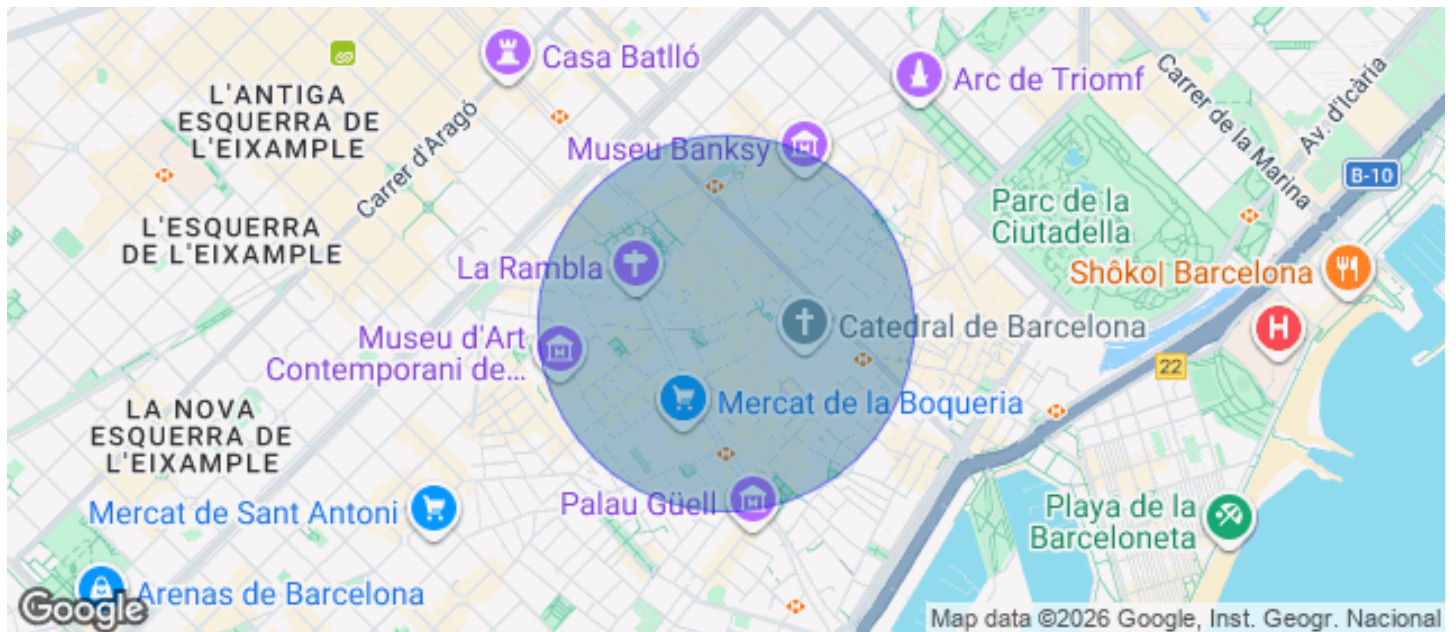 Casa Batlló
Arc de Triomf
L'ANTIGA
ESQUERRA DE
L'EIXAMPLE
Carrer d'Aragó
Carrer de la Marina
Av. d'Icària
Museu Banksy
B-10
Parc de la
Ciutadella
L'ESQUERRA
DE L'EIXAMPLE
La Rambla
Shôko| Barcelona
Catedral de Barcelona
H
Museu d'Art
Contemporani de...
22
Mercat de la Boqueria
LA NOVA
ESQUERRA DE
L'EIXAMPLE
Palau Güell
Mercat de Sant Antoni
Playa de la
Barceloneta
Arenas de Barcelona
Google
Map data ©2026 Google, Inst. Geogr. Nacional